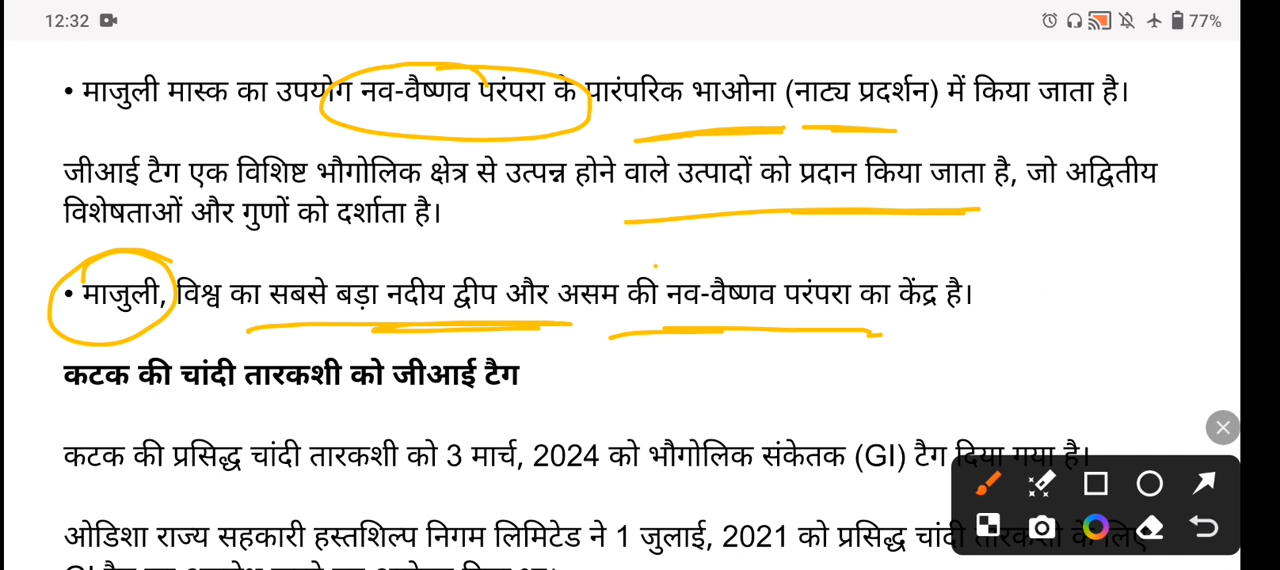 12:32
77%
• माजुली मास्क का उपयोग नव-वैष्णव परंपरा के पारंपरिक भाओना (नाट्य प्रदर्शन) में किया जाता है।
जीआई टैग एक विशिष्ट भौगोलिक क्षेत्र से उत्पन्न होने वाले उत्पादों को प्रदान किया जाता है, जो अद्वितीय
विशेषताओं और गुणों को दर्शाता है।
• माजुली, विश्व का सबसे बड़ा नदीय द्वीप और असम की नव-वैष्णव परंपरा का केंद्र है।
कटक की चांदी तारकशी को जीआई टैग
कटक की प्रसिद्ध चांदी तारकशी को 3 मार्च, 2024 को भौगोलिक संकेतक (GI) टैग दिया गया है।
ओडिशा राज्य सहकारी हस्तशिल्प निगम लिमिटेड ने 1 जुलाई, 2021 को प्रसिद्ध चांदी तारकशी के लिए